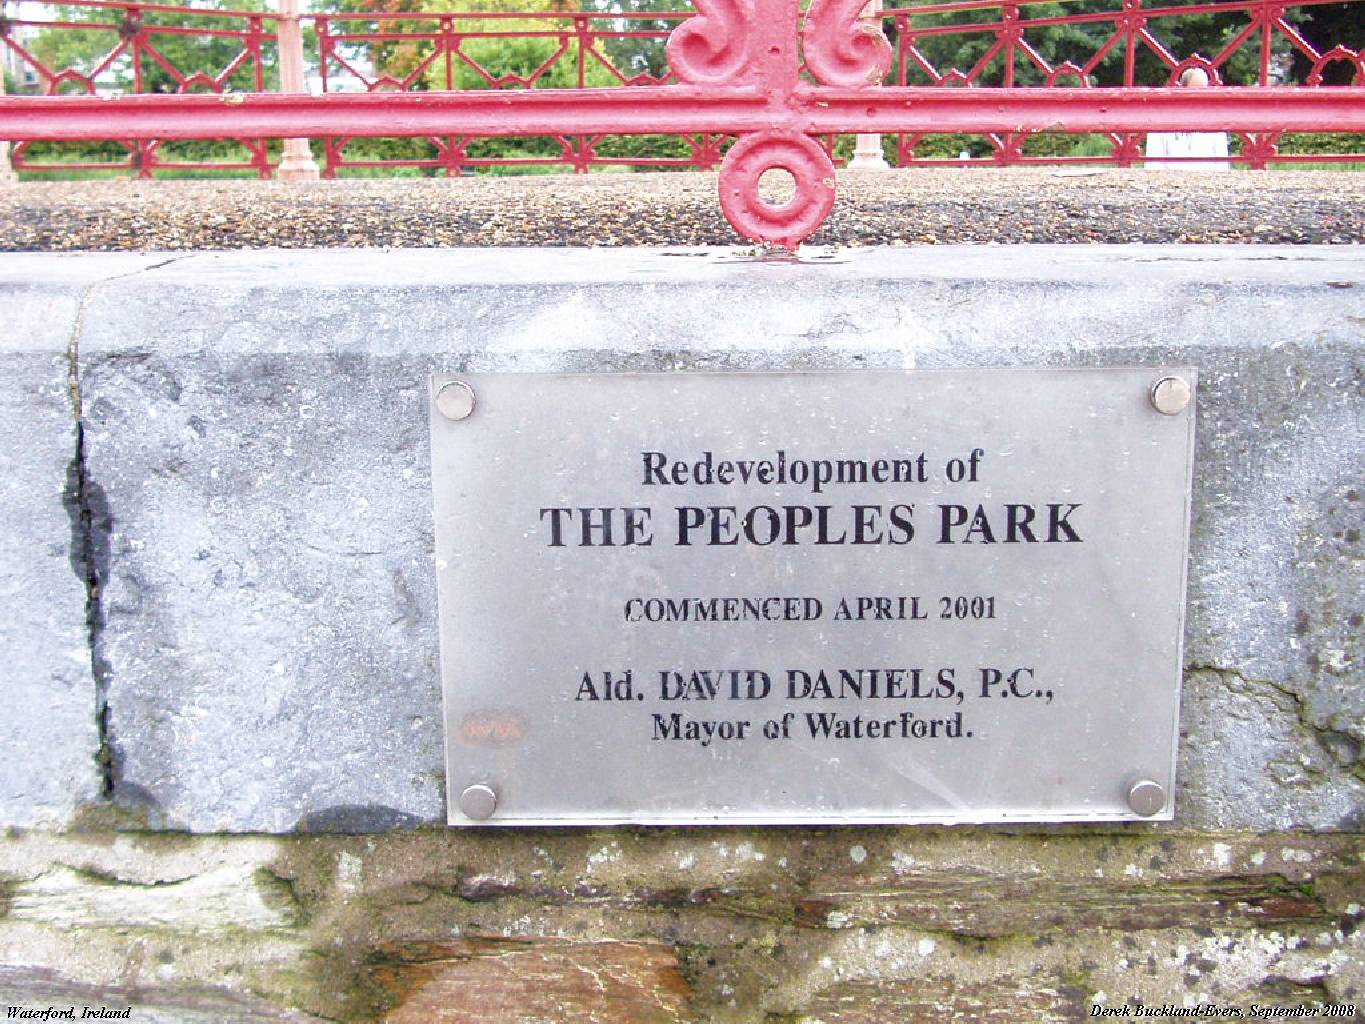 Redevelopment of
THE PEOPLES PARK
COMMENCED APRIL 2001
Ald. DAVID DANIELS, P.C.,
Mayor of Waterford.
Waterford, Ireland
Derek Buckland-Evers, September 2008